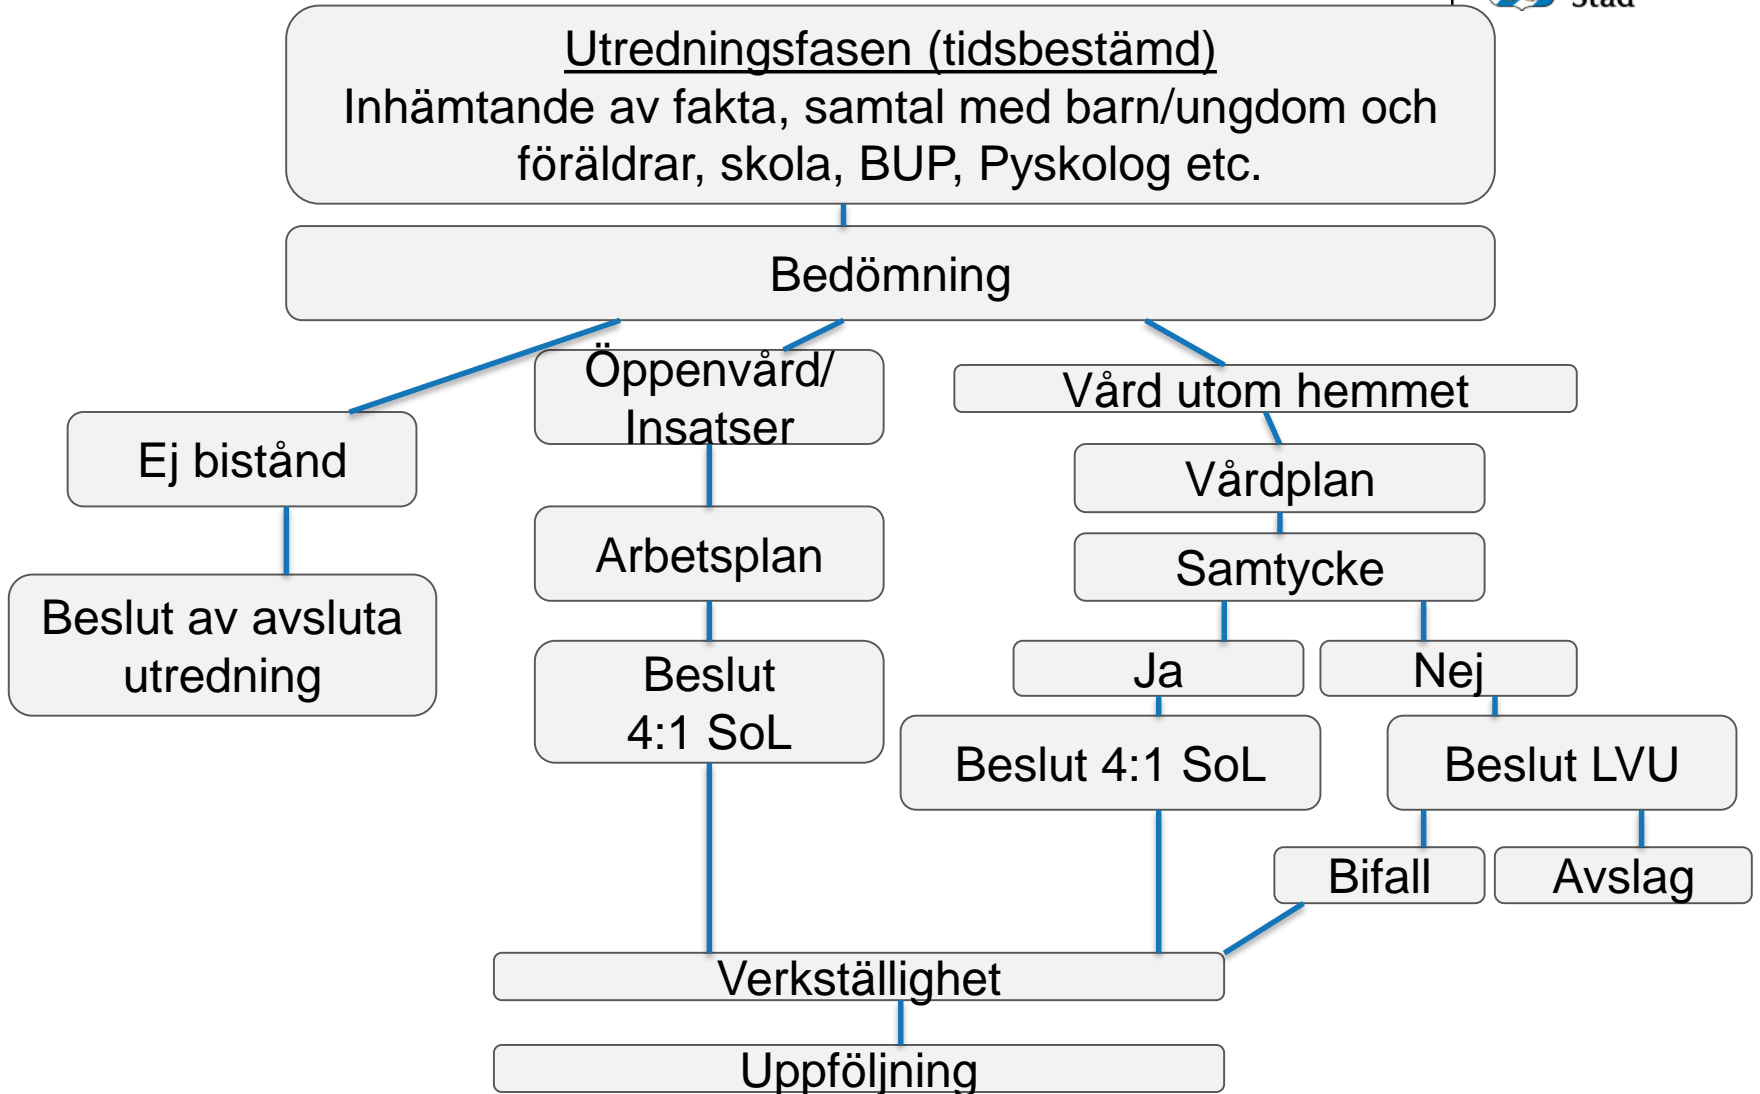 Stad
Utredningsfasen (tidsbestämd)
Inhämtande av fakta, samtal med barn/ungdom och
föräldrar, skola, BUP, Pyskolog etc.
Bedömning
Ej bistånd
Beslut av avsluta
utredning
Öppenvård/
Insatser
Arbetsplan
Beslut
4:1 SoL
Vård utom hemmet
Vårdplan
Samtycke
Ja
Nej
Beslut 4:1 SoL
Beslut LVU
Bifall
Avslag
Verkställighet
Uppföljning